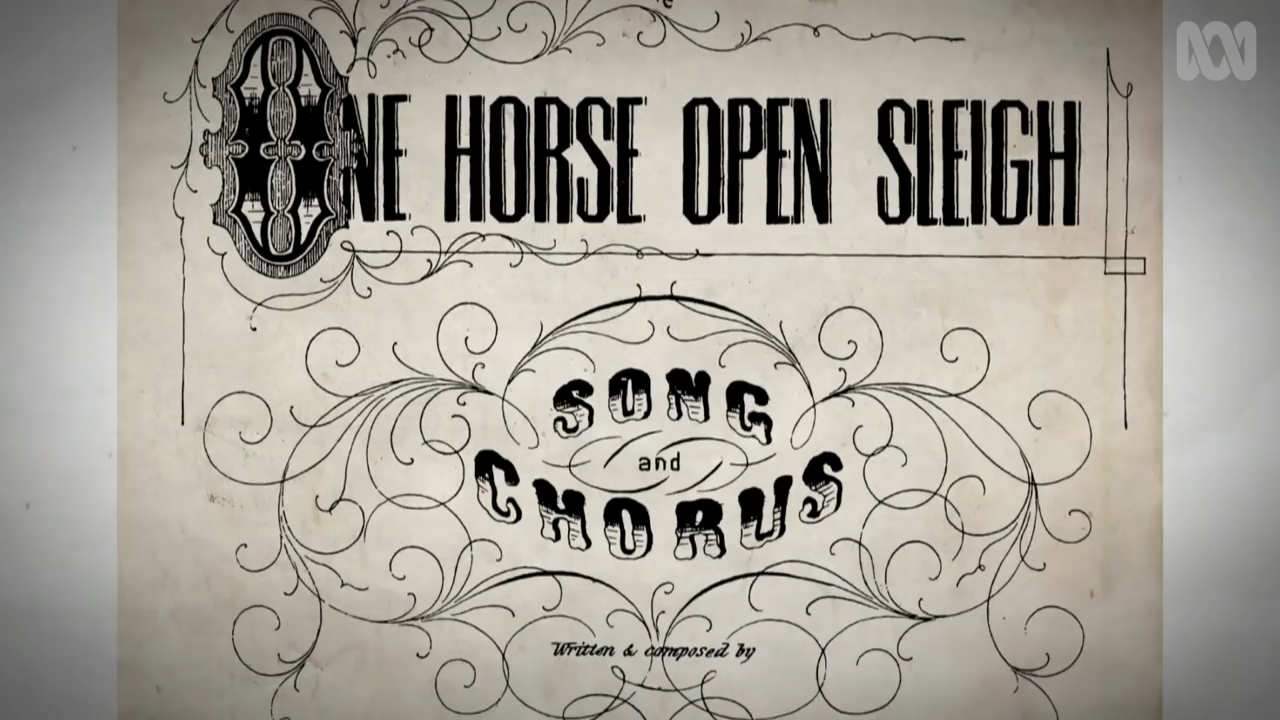 ONE HORSE OPEN SLEIGH
SONG
and
CHORUS
Written & composed by